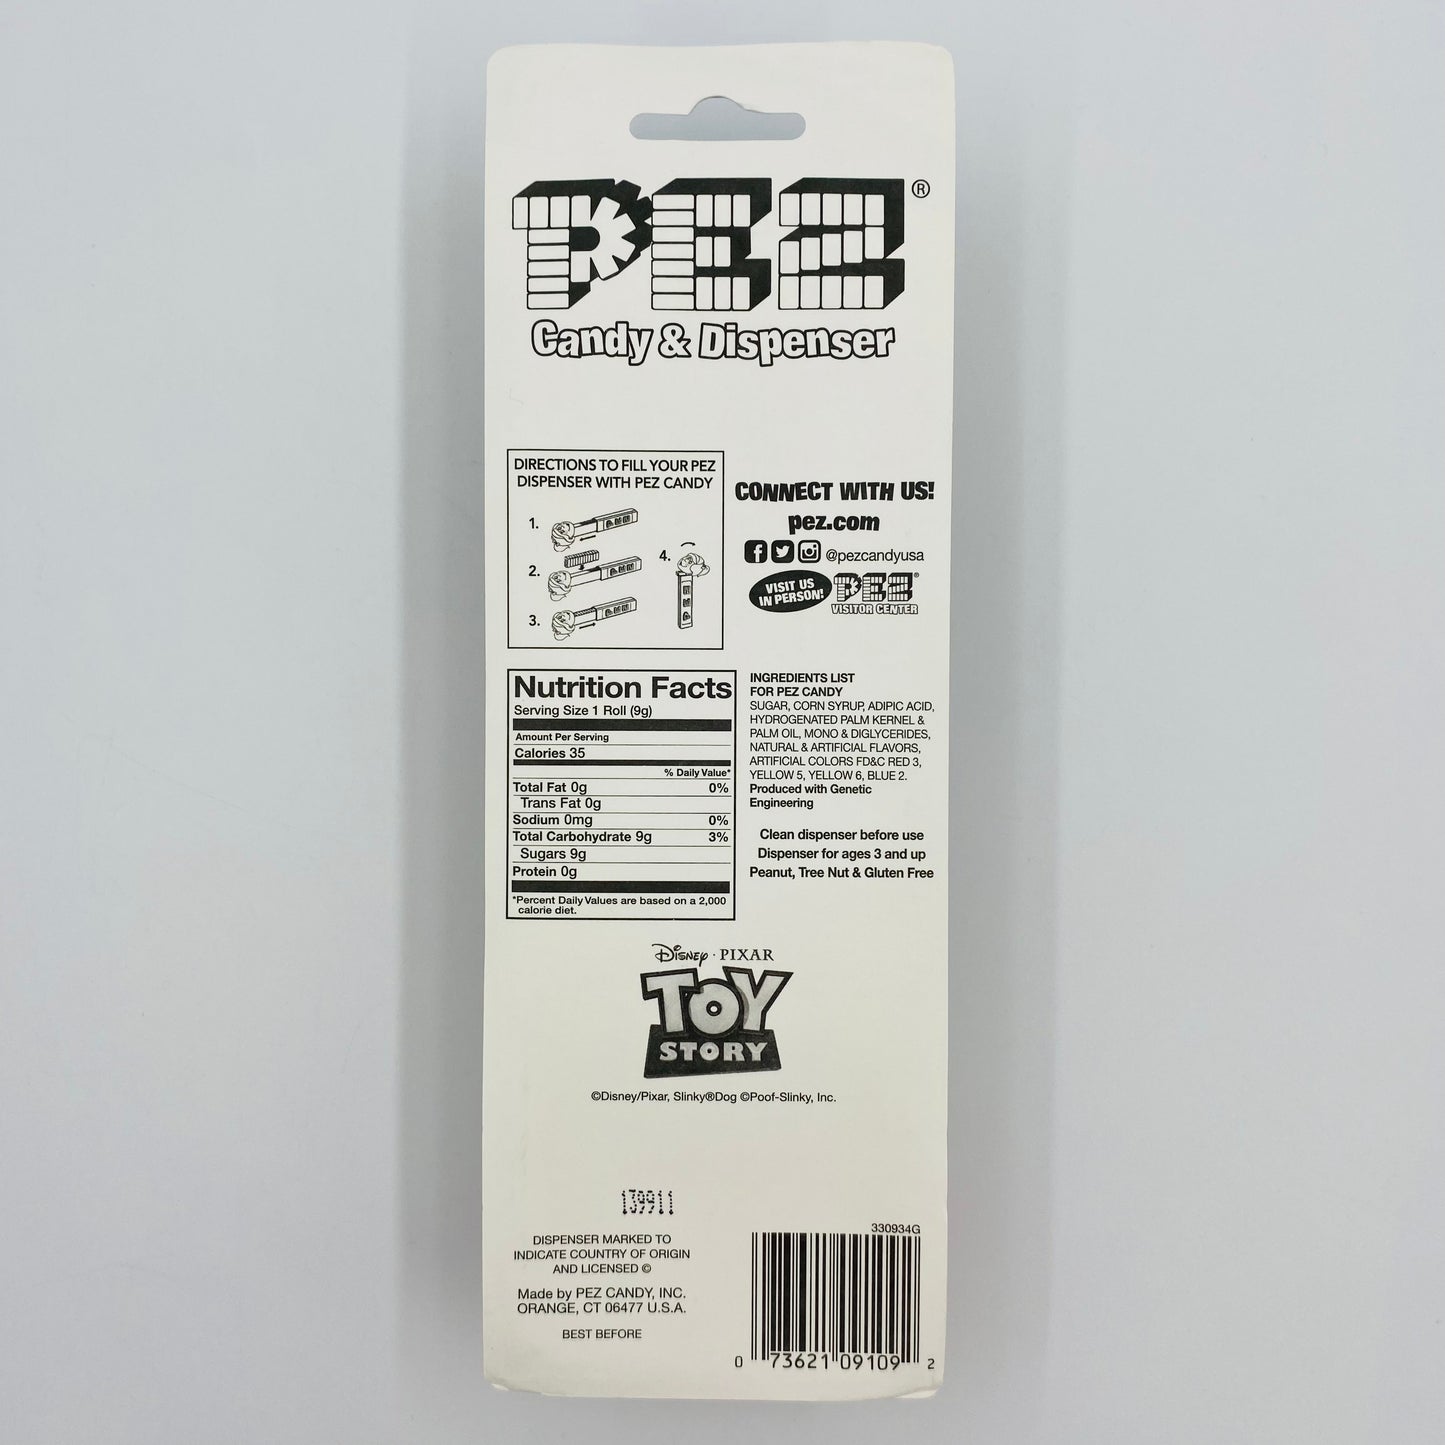 PEZ®
Candy & Dispenser
DIRECTIONS TO FILL YOUR PEZ
DISPENSER WITH PEZ CANDY
1.
2.
3.
4.
CONNECT WITH US!
pez.com
@pezcandyusa
VISIT US
IN PERSON!
PEZ®
VISITOR CENTER
Nutrition Facts
Serving Size 1 Roll (9g)
Amount Per Serving
Calories 35
% Daily Value*
Total Fat 0g 0%
Trans Fat 0g
Sodium 0mg 0%
Total Carbohydrate 9g 3%
Sugars 9g
Protein 0g
*Percent Daily Values are based on a 2,000
calorie diet.
INGREDIENTS LIST
FOR PEZ CANDY
SUGAR, CORN SYRUP, ADIPIC ACID,
HYDROGENATED PALM KERNEL &
PALM OIL, MONO & DIGLYCERIDES,
NATURAL & ARTIFICIAL FLAVORS,
ARTIFICIAL COLORS FD&C RED 3,
YELLOW 5, YELLOW 6, BLUE 2.
Produced with Genetic
Engineering
Clean dispenser before use
Dispenser for ages 3 and up
Peanut, Tree Nut & Gluten Free
Disney · PIXAR
TOY
STORY
©Disney/Pixar, Slinky®Dog ©Poof-Slinky, Inc.
139911
DISPENSER MARKED TO
INDICATE COUNTRY OF ORIGIN
AND LICENSED ©
Made by PEZ CANDY, INC.
ORANGE, CT 06477 U.S.A.
BEST BEFORE
330934G
0 73621 09109 2